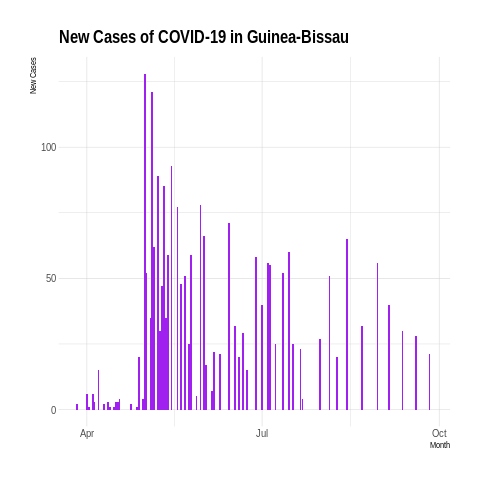 New Cases of COVID-19 in Guinea-Bissau
New Cases
100
50
0
Apr
Jul
Oct
Month